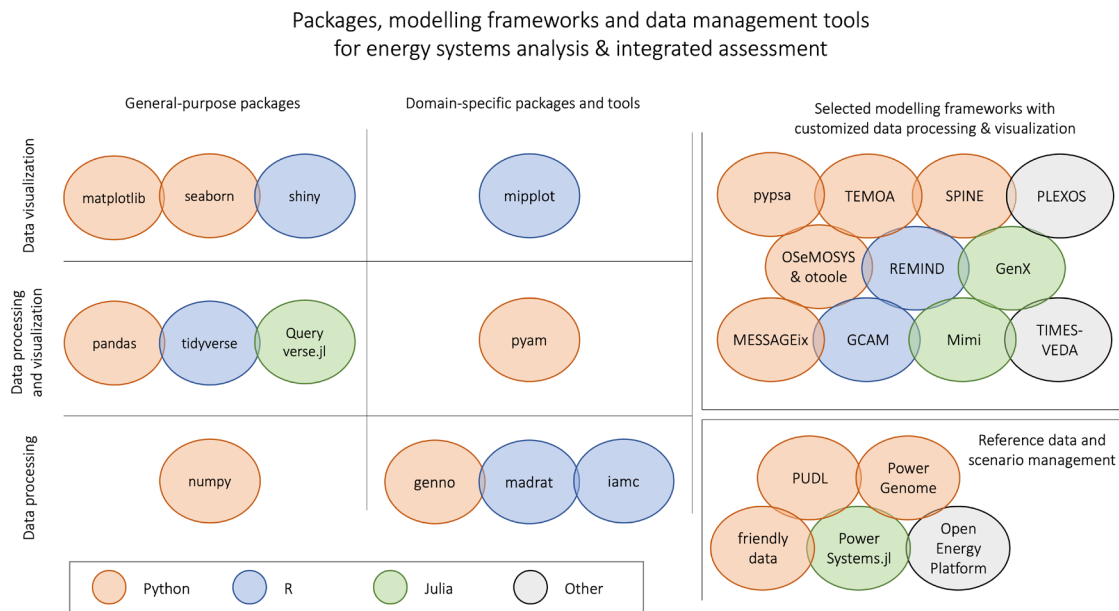 Packages, modelling frameworks and data management tools
for energy systems analysis & integrated assessment
General-purpose packages
Domain-specific packages and tools
Selected modelling frameworks with
customized data processing & visualization
Data visualization
matplotlib
seaborn
shiny
mipplot
pypsa
TEMOA
SPINE
PLEXOS
OSeMOSYS
& otoole
REMIND
GenX
MESSAGEix
GCAM
Mimi
TIMES-
VEDA
Data processing
and visualization
pandas
tidyverse
Query
verse.jl
pyam
Data processing
numpy
genno
madrat
iamc
Reference data and
scenario management
PUDL
Power
Genome
friendly
data
Power
Systems.jl
Open
Energy
Platform
Python
R
Julia
Other